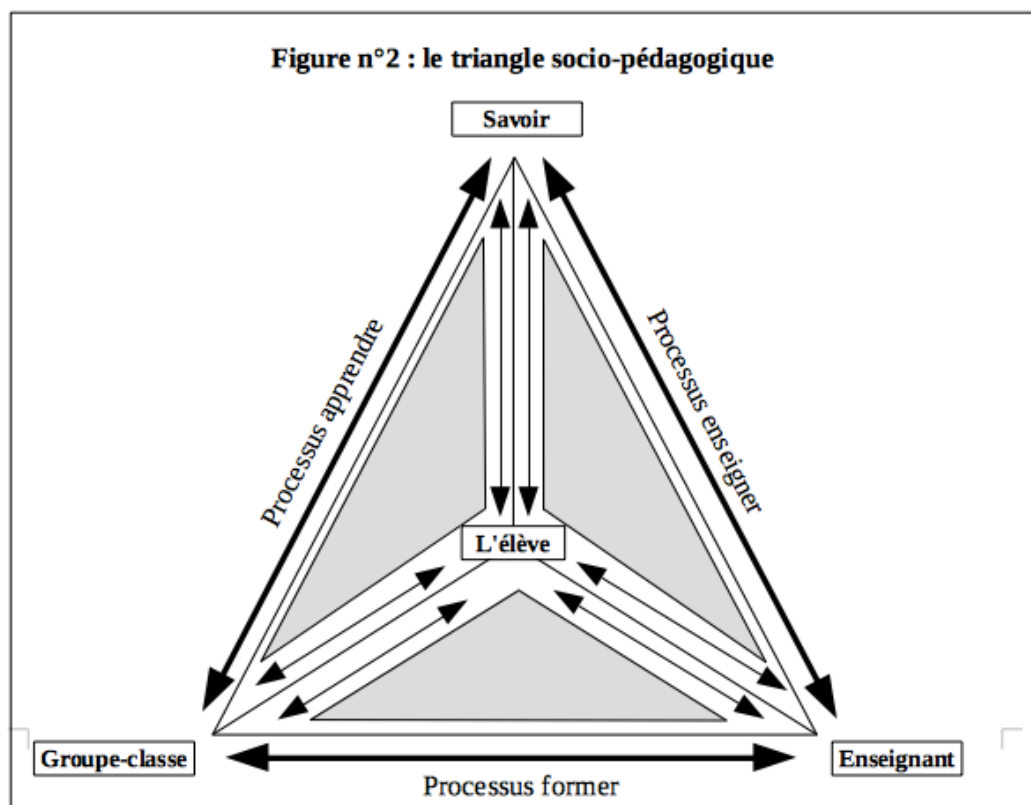 Figure n°2 : le triangle socio-pédagogique
Savoir
Processus apprendre
Processus enseigner
L'élève
Groupe-classe
Enseignant
Processus former